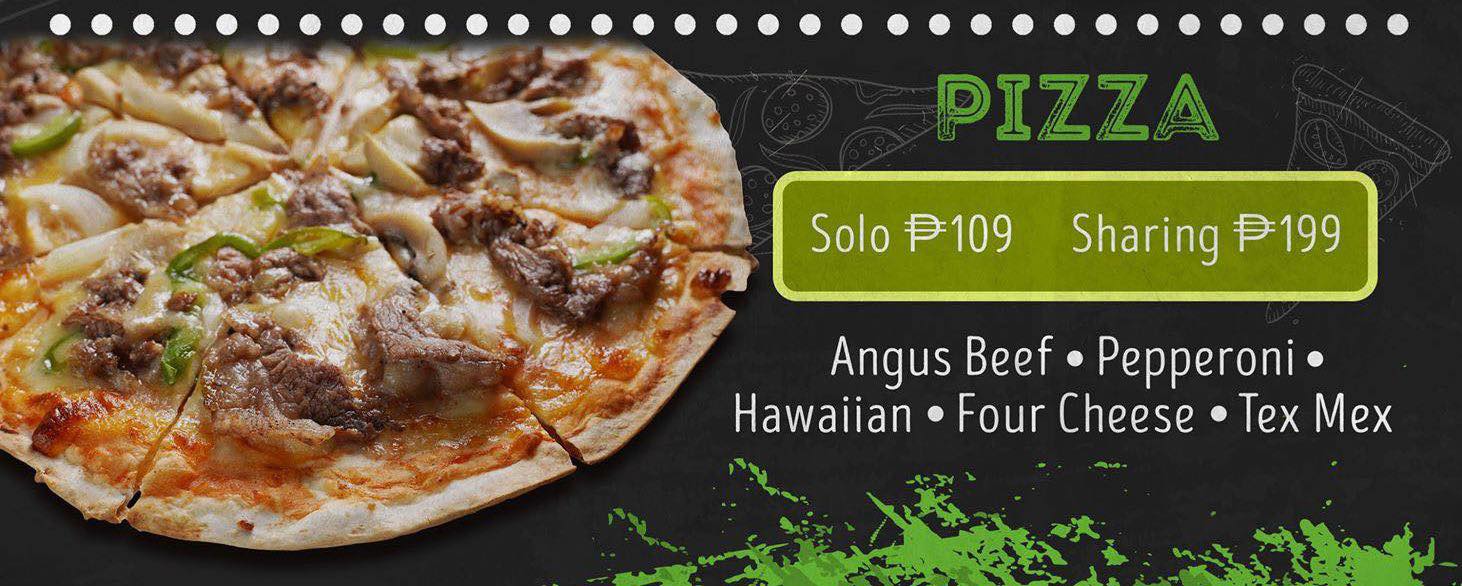 PIZZA
Solo ₱109 Sharing ₱199
Angus Beef • Pepperoni •
Hawaiian • Four Cheese • Tex Mex